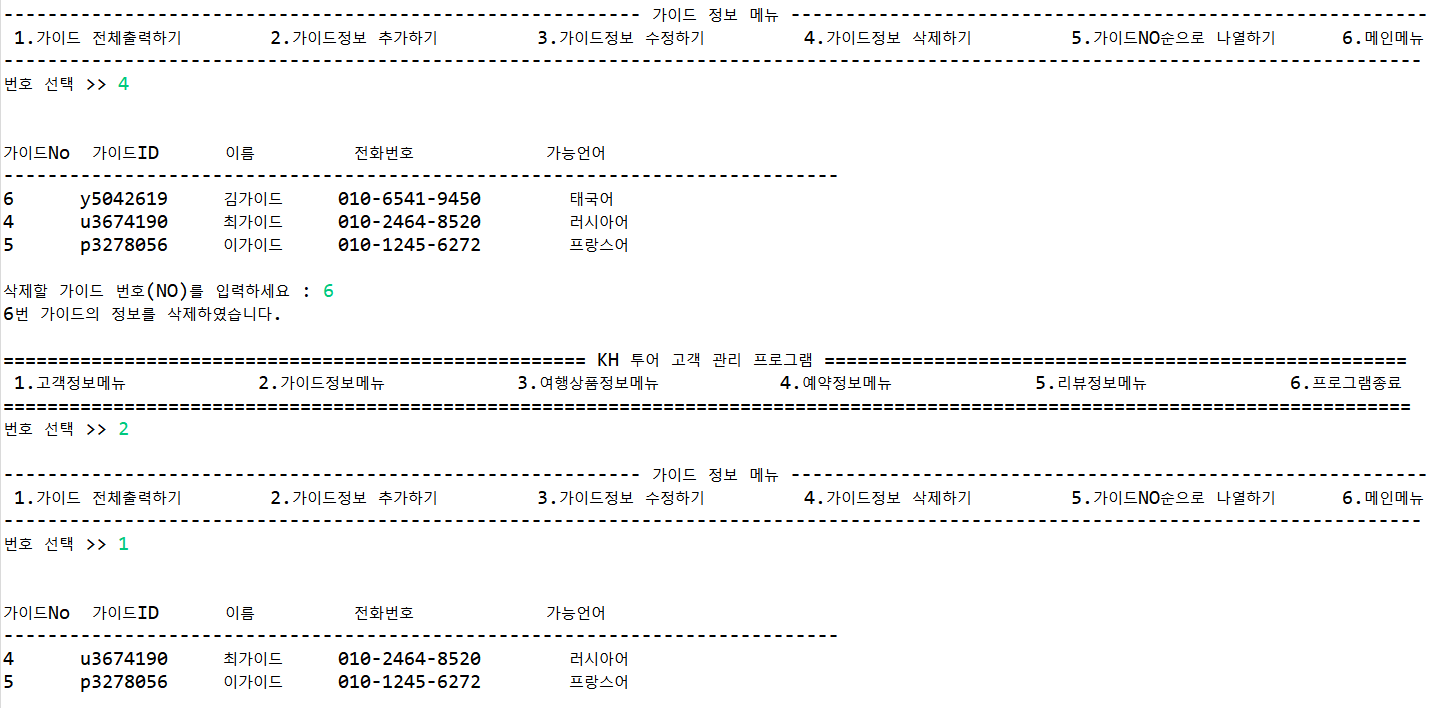 ---------------------------------------------------------- 가이드 정보 메뉴 ----------------------------------------------------------
1.가이드 전체출력하기 2.가이드정보 추가하기 3.가이드정보 수정하기 4.가이드정보 삭제하기 5.가이드NO순으로 나열하기 6.메인메뉴
---------------------------------------------------------------------------------------------------------------------------------
번호 선택 >> 4
가이드No 가이드ID 이름 전화번호 가능언어
----------------------------------------------------------------------------
6 y5042619 김가이드 010-6541-9450 태국어
4 u3674190 최가이드 010-2464-8520 러시아어
5 p3278056 이가이드 010-1245-6272 프랑스어
삭제할 가이드 번호(NO)를 입력하세요 : 6
6번 가이드의 정보를 삭제하였습니다.
===================================================== KH 투어 고객 관리 프로그램 =====================================================
1.고객정보메뉴 2.가이드정보메뉴 3.여행상품정보메뉴 4.예약정보메뉴 5.리뷰정보메뉴 6.프로그램종료
================================================================================================================================
번호 선택 >> 2
---------------------------------------------------------- 가이드 정보 메뉴 ----------------------------------------------------------
1.가이드 전체출력하기 2.가이드정보 추가하기 3.가이드정보 수정하기 4.가이드정보 삭제하기 5.가이드NO순으로 나열하기 6.메인메뉴
---------------------------------------------------------------------------------------------------------------------------------
번호 선택 >> 1
가이드No 가이드ID 이름 전화번호 가능언어
----------------------------------------------------------------------------
4 u3674190 최가이드 010-2464-8520 러시아어
5 p3278056 이가이드 010-1245-6272 프랑스어